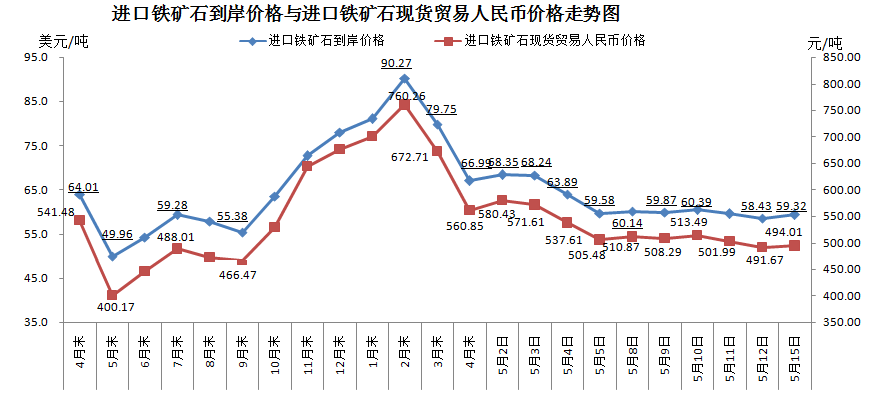 进口铁矿石到岸价格与进口铁矿石现货贸易人民币价格走势图
美元/吨
元/吨
进口铁矿石到岸价格
进口铁矿石现货贸易人民币价格
95.0
85.0
75.0
65.0
55.0
45.0
35.0
850.00
800.00
750.00
700.00
650.00
600.00
550.00
500.00
450.00
400.00
350.00
64.01
49.96
59.28
55.38
90.27
79.75
66.99
68.35
68.24
63.89
59.58
60.14
59.87
60.39
58.43
59.32
541.48
400.17
488.01
466.47
760.26
672.71
560.85
580.43
571.61
537.61
505.48
510.87
508.29
513.49
501.99
491.67
494.01
4月末
5月末
6月末
7月末
8月末
9月末
10月末
11月末
12月末
1月末
2月末
3月末
4月末
5月2日
5月3日
5月4日
5月5日
5月8日
5月9日
5月10日
5月11日
5月12日
5月15日